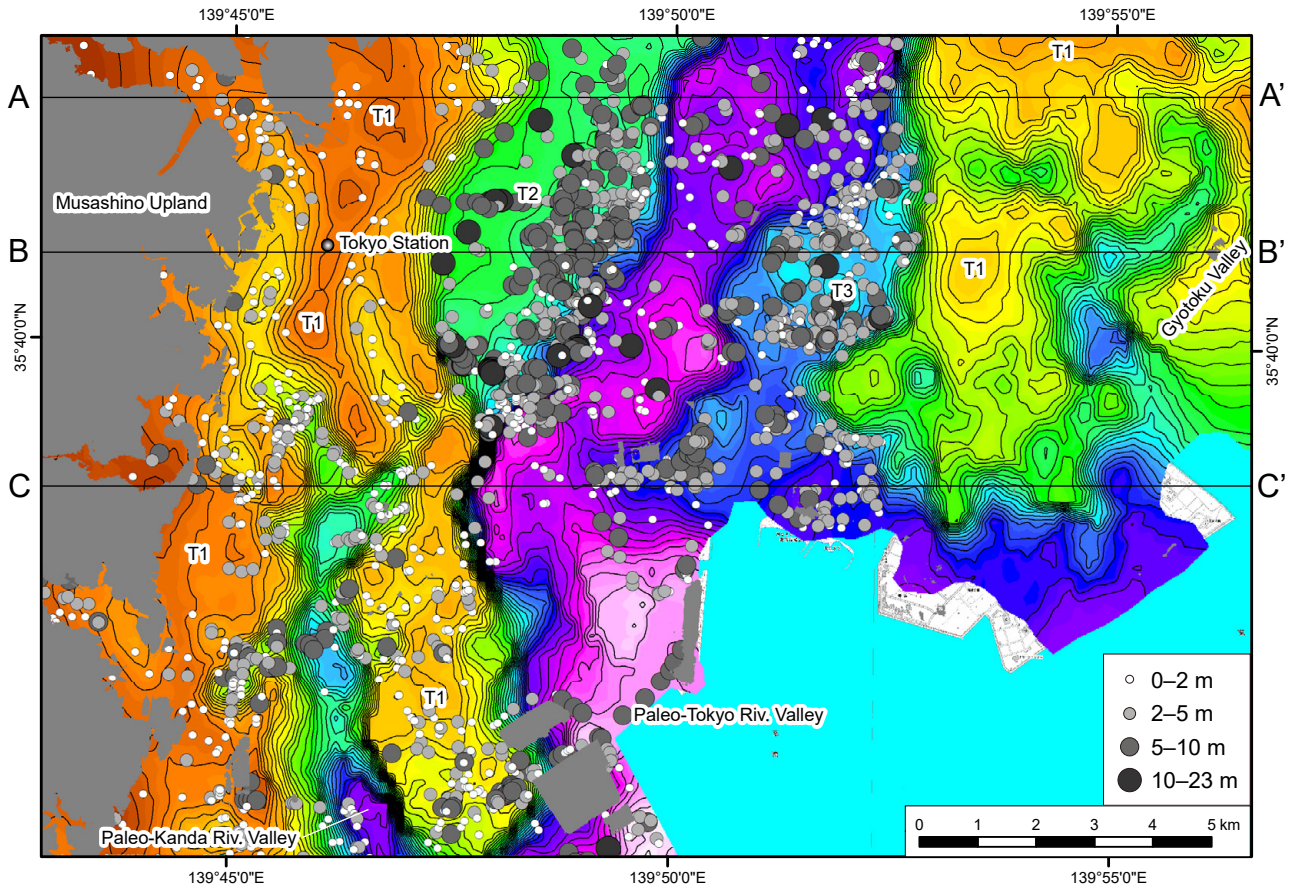 139°45'0"E
139°50'0"E
139°55'0"E
T1
T1
A
A'
Musashino Upland
T2
Tokyo Station
B
B'
T1
T3
Gyotoku Valley
T1
35°40'0"N
35°40'0"N
C
C'
T1
T1
0–2 m
2–5 m
5–10 m
10–23 m
Paleo-Tokyo Riv. Valley
Paleo-Kanda Riv. Valley
0 1 2 3 4 5 km
139°45'0"E
139°50'0"E
139°55'0"E